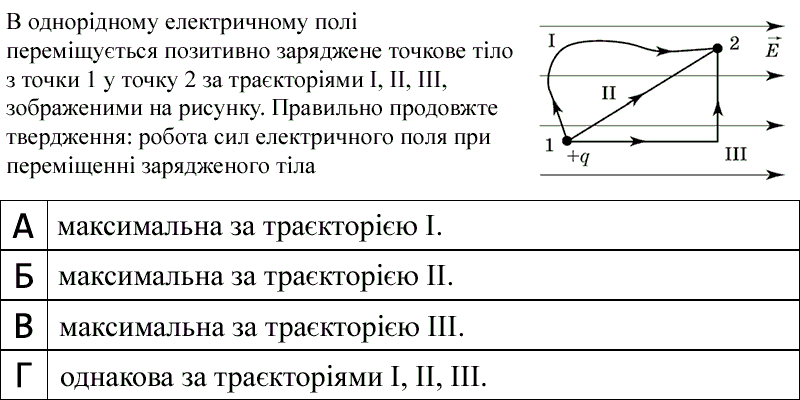 В однорідному електричному полі
переміщується позитивно заряджене точкове тіло
з точки 1 у точку 2 за траєкторіями I, II, III,
зображеними на рисунку. Правильно продовжте
твердження: робота сил електричного поля при
переміщенні зарядженого тіла
I
2
E
II
1
+q
III
А максимальна за траєкторією I.
Б максимальна за траєкторією II.
В максимальна за траєкторією III.
Г однакова за траєкторіями I, II, III.